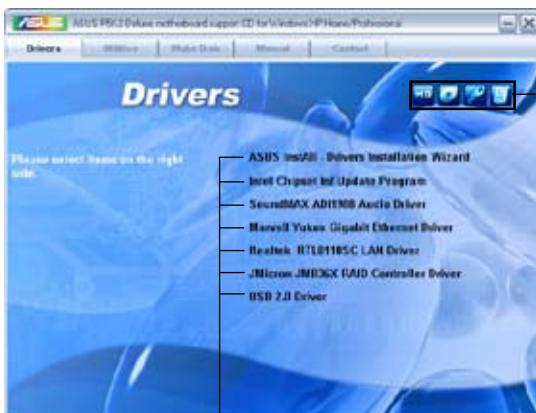 ASUS P5K3 Deluxe motherboard support CD for Windows XP Home/Professional
Drivers Utilities Make Disk Manual Contact
Drivers
Please select items on the right
side.
ASUS InstAll - Drivers Installation Wizard
Intel Chipset Inf Update Program
SoundMAX ADI1988 Audio Driver
Marvell Yukon Gigabit Ethernet Driver
Realtek RTL8110SC LAN Driver
JMicron JMB36X RAID Controller Driver
USB 2.0 Driver